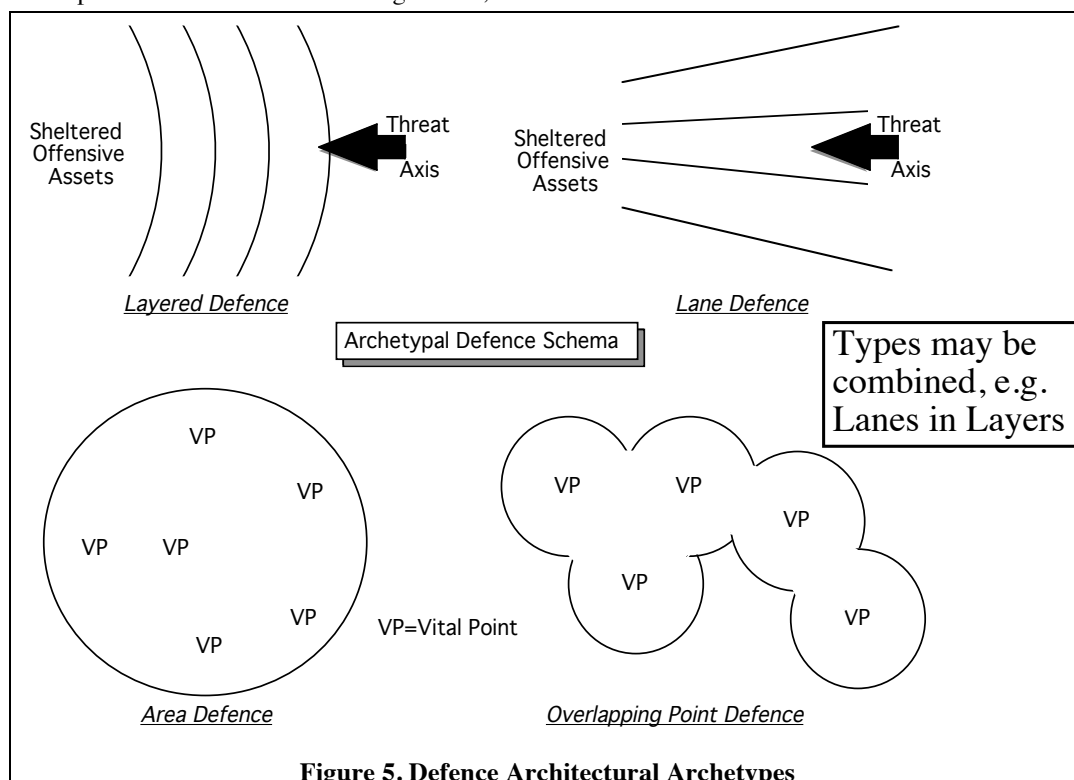 Sheltered
Offensive
Assets
Threat
Axis
Layered Defence
Sheltered
Offensive
Assets
Threat
Axis
Lane Defence
Archetypal Defence Schema
Types may be
combined, e.g.
Lanes in Layers
VP
VP
VP
VP
VP
VP
VP=Vital Point
Area Defence
VP
VP
VP
VP
VP
Overlapping Point Defence
Figure 5. Defence Architectural Archetypes